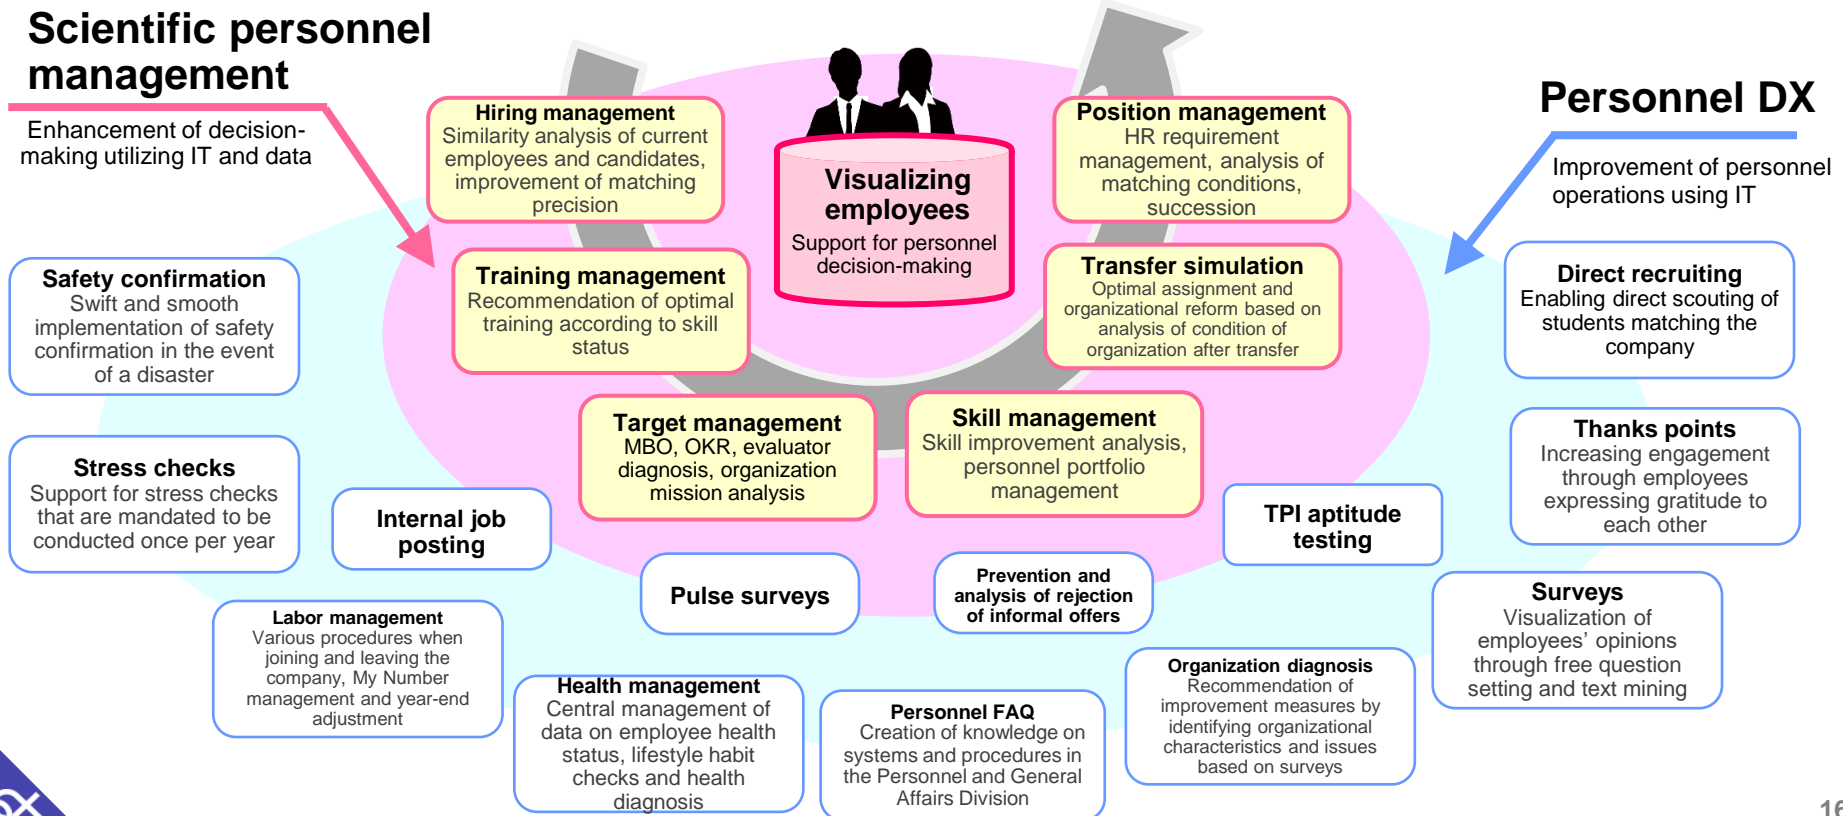 Scientific personnel
management
Enhancement of decision-
making utilizing IT and data
Personnel DX
Improvement of personnel
operations using IT
Hiring management
Similarity analysis of current
employees and candidates,
improvement of matching
precision
Visualizing
employees
Support for personnel
decision-making
Position management
HR requirement
management, analysis of
matching conditions,
succession
Training management
Recommendation of optimal
training according to skill
status
Transfer simulation
Optimal assignment and
organizational reform based on
analysis of condition of
organization after transfer
Target management
MBO, OKR, evaluator
diagnosis, organization
mission analysis
Skill management
Skill improvement analysis,
personnel portfolio
management
Safety confirmation
Swift and smooth
implementation of safety
confirmation in the event
of a disaster
Direct recruiting
Enabling direct scouting of
students matching the
company
Stress checks
Support for stress checks
that are mandated to be
conducted once per year
Internal job
posting
Pulse surveys
Prevention and
analysis of rejection
of informal offers
TPI aptitude
testing
Thanks points
Increasing engagement
through employees
expressing gratitude to
each other
Labor management
Various procedures when
joining and leaving the
company, My Number
management and year-end
adjustment
Health management
Central management of
data on employee health
status, lifestyle habit
checks and health
diagnosis
Personnel FAQ
Creation of knowledge on
systems and procedures in
the Personnel and General
Affairs Division
Organization diagnosis
Recommendation of
improvement measures by
identifying organizational
characteristics and issues
based on surveys
Surveys
Visualization of
employees’ opinions
through free question
setting and text mining
16